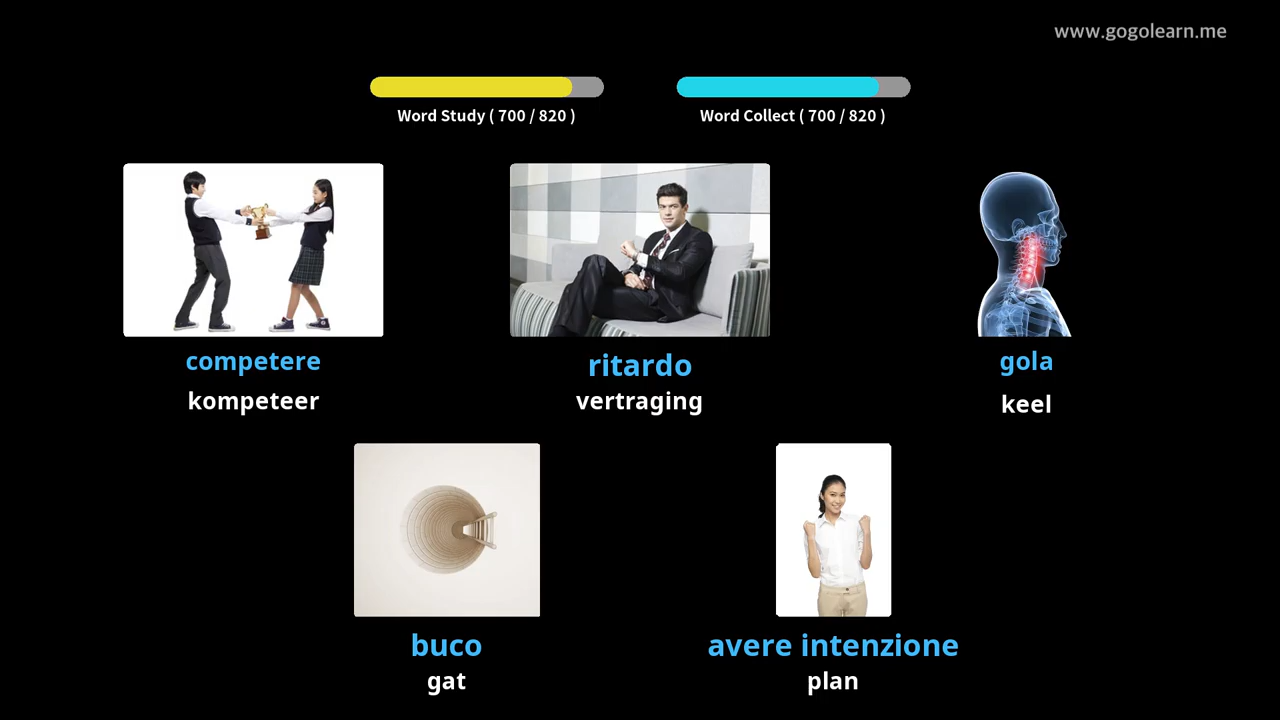 www.gogolearn.me
Word Study ( 700 / 820 )
Word Collect ( 700 / 820 )
competere
kompeteer
ritardo
vertraging
gola
keel
buco
gat
avere intenzione
plan